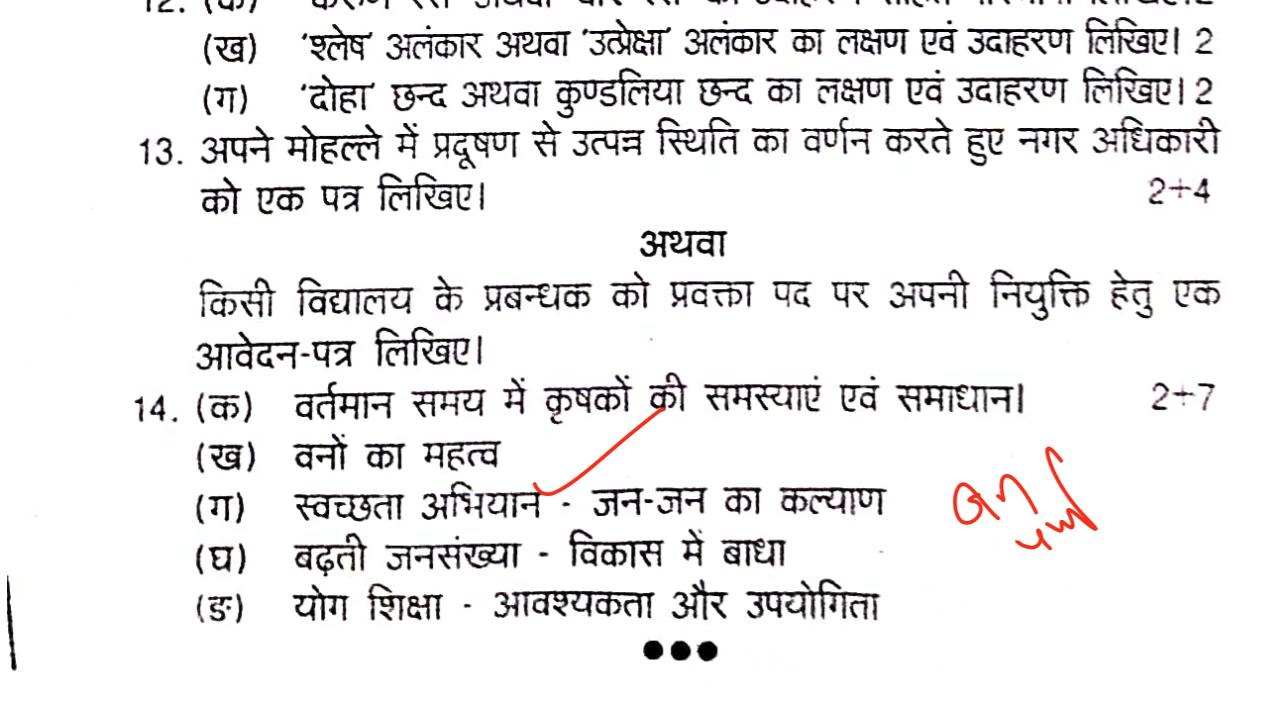 (ख) 'श्लेष' अलंकार अथवा 'उत्प्रेक्षा' अलंकार का लक्षण एवं उदाहरण लिखिए। 2
(ग) 'दोहा' छन्द अथवा कुण्डलिया छन्द का लक्षण एवं उदाहरण लिखिए। 2
13. अपने मोहल्ले में प्रदूषण से उत्पन्न स्थिति का वर्णन करते हुए नगर अधिकारी
को एक पत्र लिखिए। 2+4
अथवा
किसी विद्यालय के प्रबन्धक को प्रवक्ता पद पर अपनी नियुक्ति हेतु एक
आवेदन-पत्र लिखिए।
14. (क) वर्तमान समय में कृषकों की समस्याएं एवं समाधान। 2+7
(ख) वनों का महत्व
(ग) स्वच्छता अभियान - जन-जन का कल्याण
(घ) बढ़ती जनसंख्या - विकास में बाधा
(ङ) योग शिक्षा - आवश्यकता और उपयोगिता